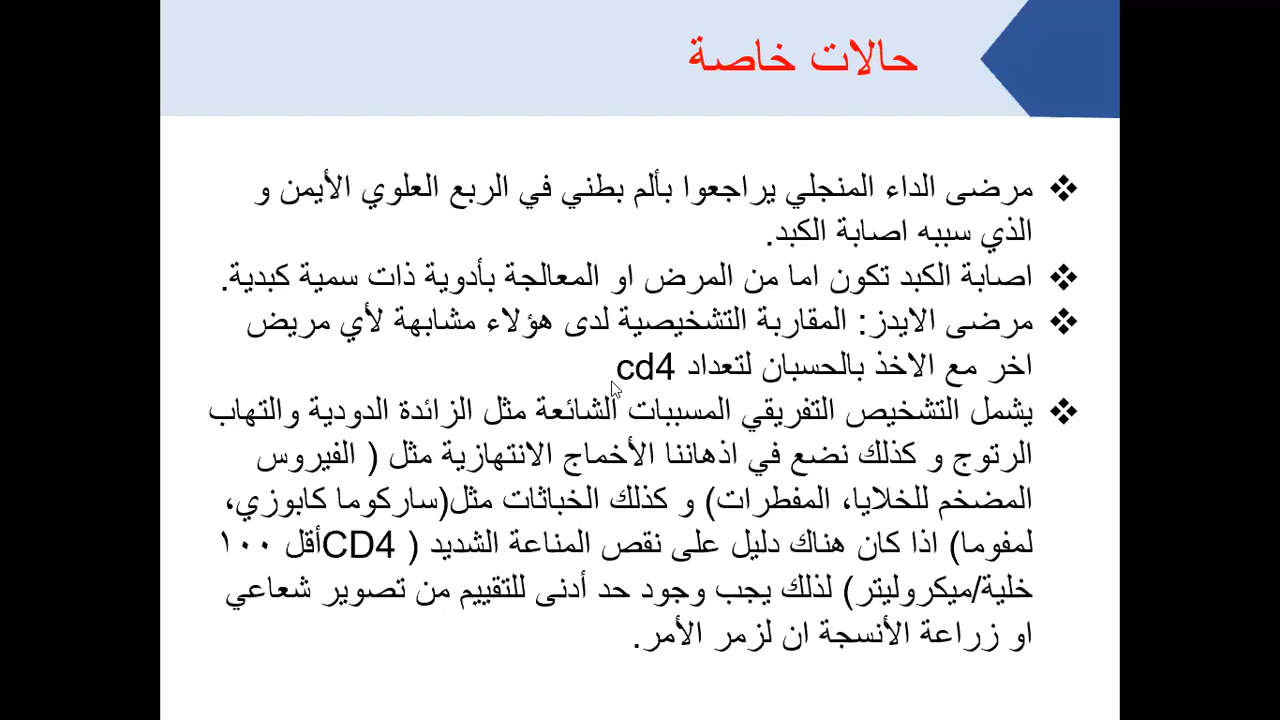 حالات خاصة
❖ مرضى الداء المنجلي يراجعوا بألم بطني في الربع العلوي الأيمن و
الذي سببه اصابة الكبد.
❖ اصابة الكبد تكون اما من المرض او المعالجة بأدوية ذات سمية كبدية.
❖ مرضى الايدز: المقاربة التشخيصية لدى هؤلاء مشابهة لأي مريض
اخر مع الاخذ بالحسبان لتعداد cd4
❖ يشمل التشخيص التفريقي المسببات الشائعة مثل الزائدة الدودية والتهاب
الرتوج و كذلك نضع في اذهاننا الأخماج الانتهازية مثل ( الفيروس
المضخم للخلايا، المفطرات) و كذلك الخباثات مثل(ساركوما كابوزي،
لمفوما) اذا كان هناك دليل على نقص المناعة الشديد ( CD4أقل ١٠٠
خلية/ميكروليتر) لذلك يجب وجود حد أدنى للتقييم من تصوير شعاعي
او زراعة الأنسجة ان لزمر الأمر.